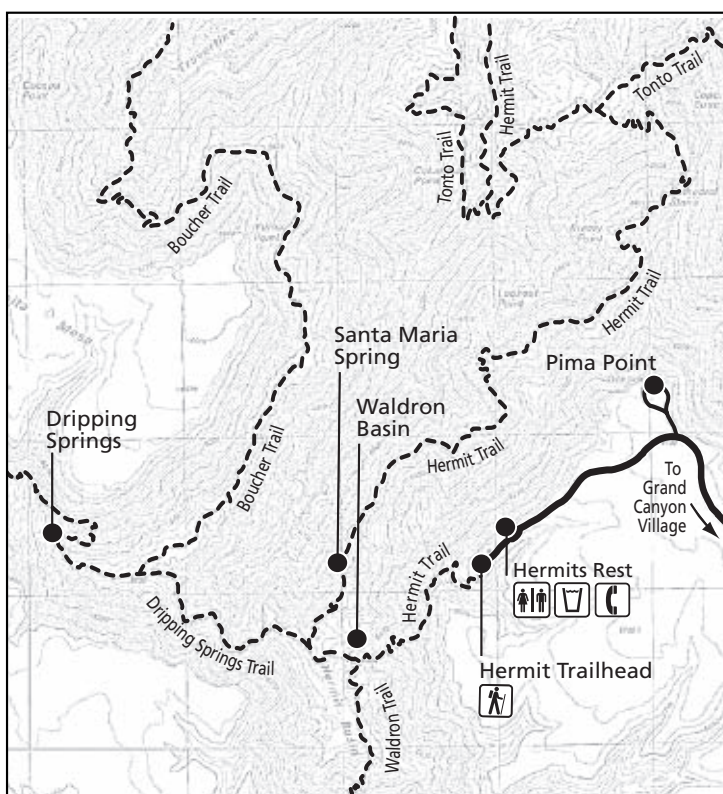 Tonto Trail
Hermit Trail
Tonto Trail
Boucher Trail
Hermit Trail
Santa Maria
Spring
Pima Point
Waldron
Basin
Dripping
Springs
Boucher Trail
Hermit Trail
To
Grand
Canyon
Village
Hermit Trail
Hermits Rest
Dripping Springs Trail
Hermit Trailhead
Waldron Trail
Hermit Basin